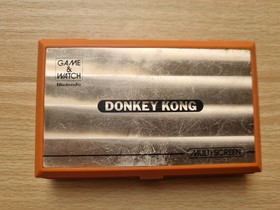 GAME
&
WATCH
Nintendo
DONKEY KONG
MULTI SCREEN